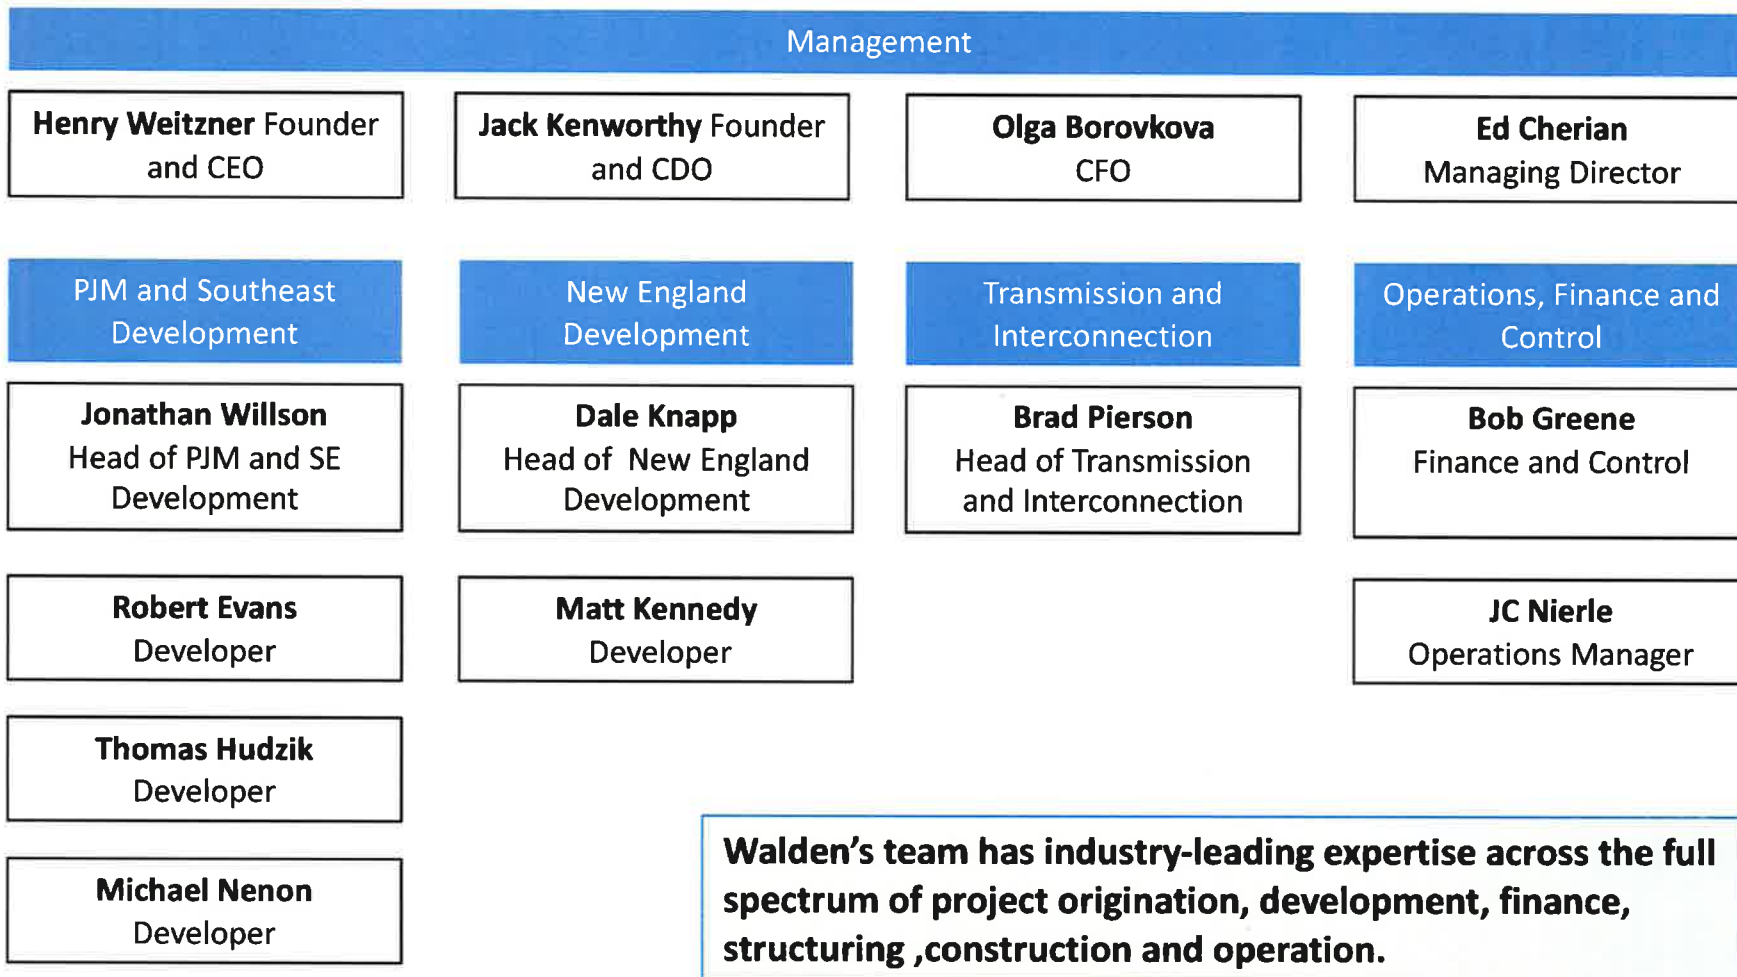 Management
Henry Weitzner Founder
and CEO
Jack Kenworthy Founder
and CDO
Olga Borovkova
CFO
Ed Cherian
Managing Director
PJM and Southeast
Development
New England
Development
Transmission and
Interconnection
Operations, Finance and
Control
Jonathan Willson
Head of PJM and SE
Development
Dale Knapp
Head of New England
Development
Brad Pierson
Head of Transmission
and Interconnection
Bob Greene
Finance and Control
Robert Evans
Developer
Matt Kennedy
Developer
JC Nierle
Operations Manager
Thomas Hudzik
Developer
Michael Nenon
Developer
Walden's team has industry-leading expertise across the full
spectrum of project origination, development, finance,
structuring ,construction and operation.